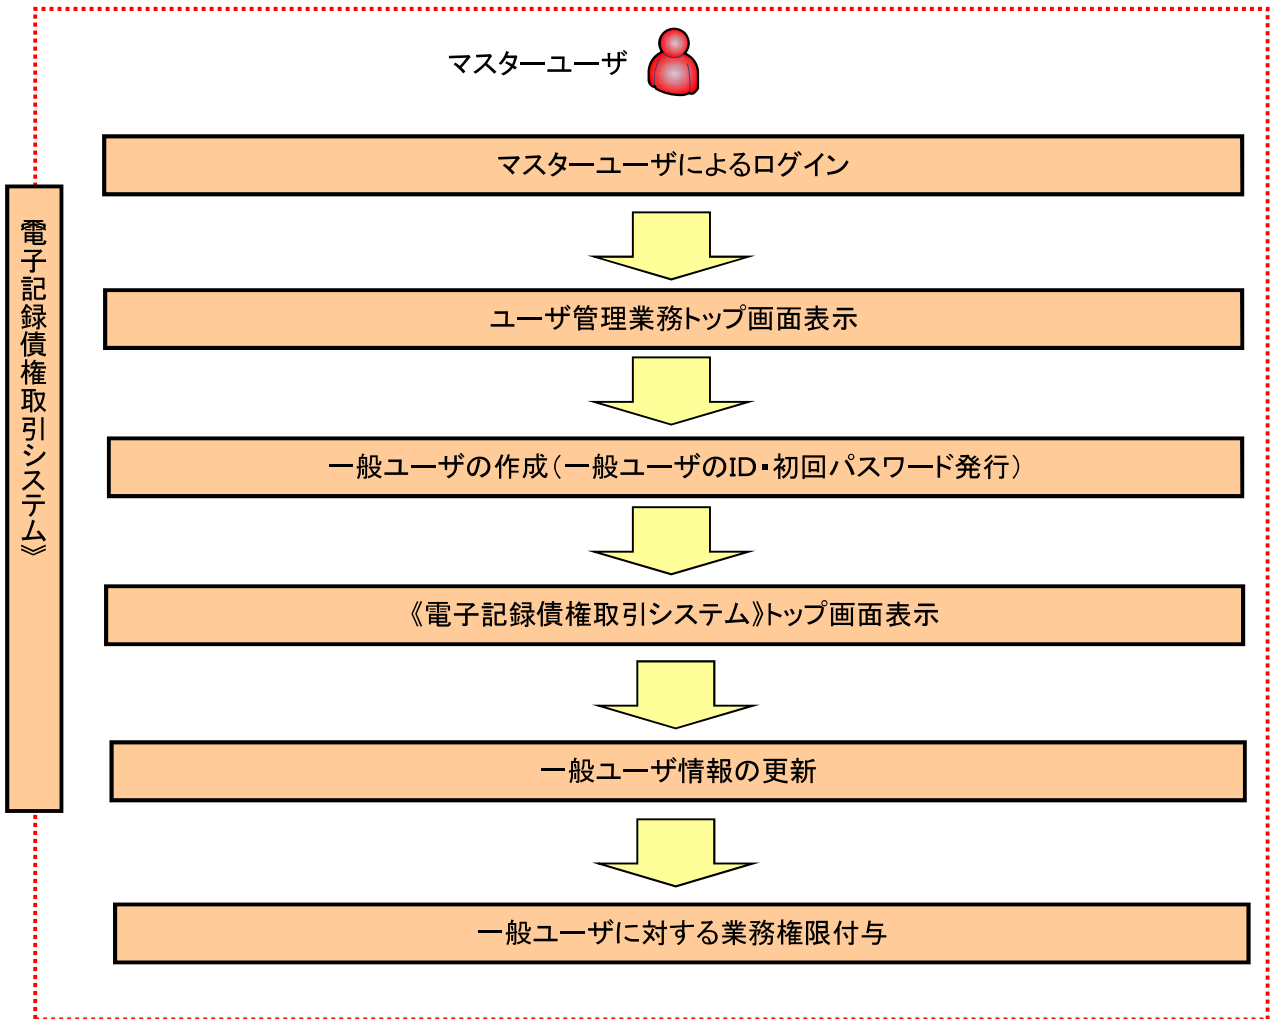 マスターユーザ
マスターユーザによるログイン
ユーザ管理業務トップ画面表示
一般ユーザの作成（一般ユーザのID・初回パスワード発行）
《電子記録債権取引システム》トップ画面表示
一般ユーザ情報の更新
一般ユーザに対する業務権限付与
《電子記録債権取引システム》